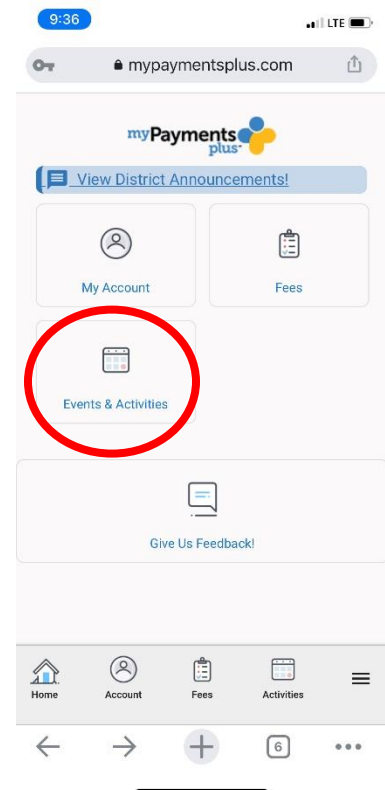 9:36
LTE
mypaymentsplus.com
myPayments
plus
View District Announcements!
My Account
Fees
Events & Activities
Give Us Feedback!
Home
Account
Fees
Activities
6